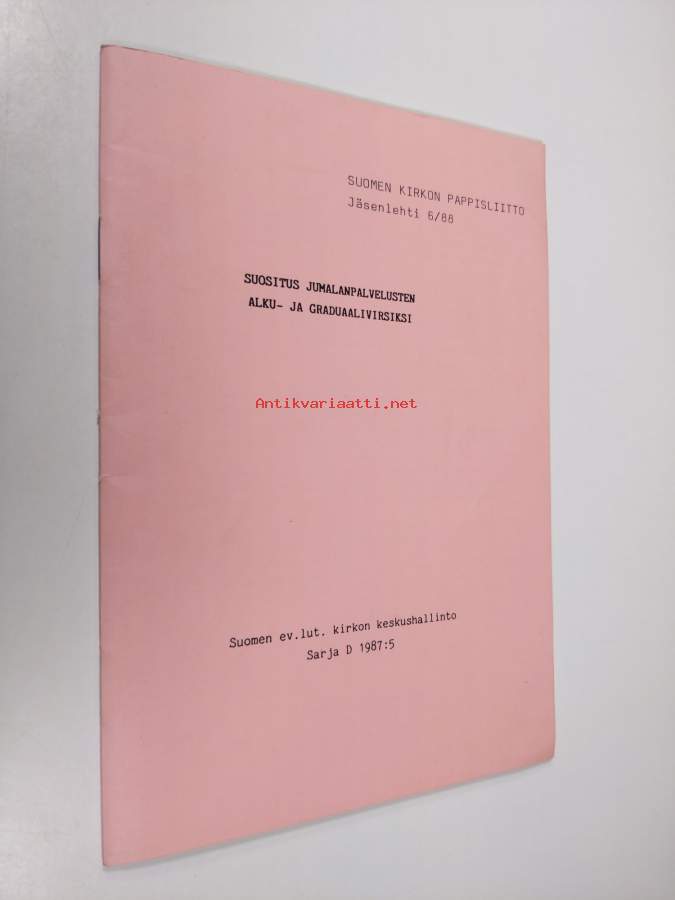 SUOMEN KIRKON PAPPISLIITTO
Jäsenlehti 6/88
SUOSITUS JUMALANPALVELUSTEN
ALKU- JA GRADUAALIVIRSIKSI
Antikvariaatti.net
Suomen ev.lut. kirkon keskushallinto
Sarja D 1987:5